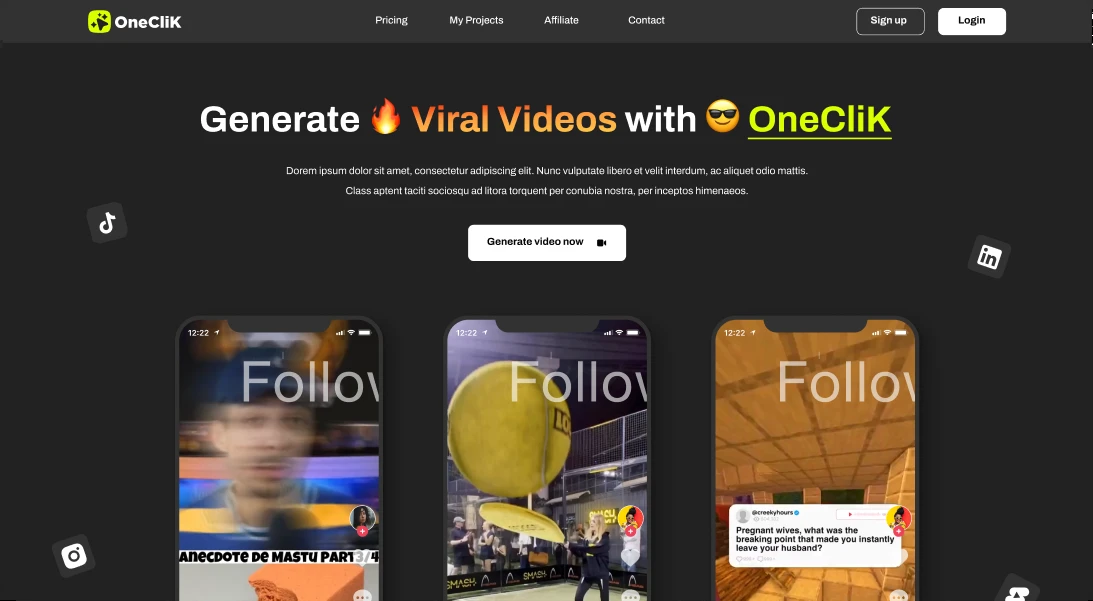 OneCliK
Pricing
My Projects
Affiliate
Contact
Sign up
Login
Generate 🔥 Viral Videos with 😎 OneCliK
Dorem ipsum dolor sit amet, consectetur adipiscing elit. Nunc vulputate libero et velit interdum, ac aliquet odio mattis.
Class aptent taciti sociosqu ad litora torquent per conubia nostra, per inceptos himenaeos.
Generate video now
12:22
Follow
ANECDOTE DE MASTU PART3/4
12:22
Follow
SMASH
12:22
Follow
@creekyhours
Pregnant wives, what was the
breaking point that made you instantly
leave your husband?